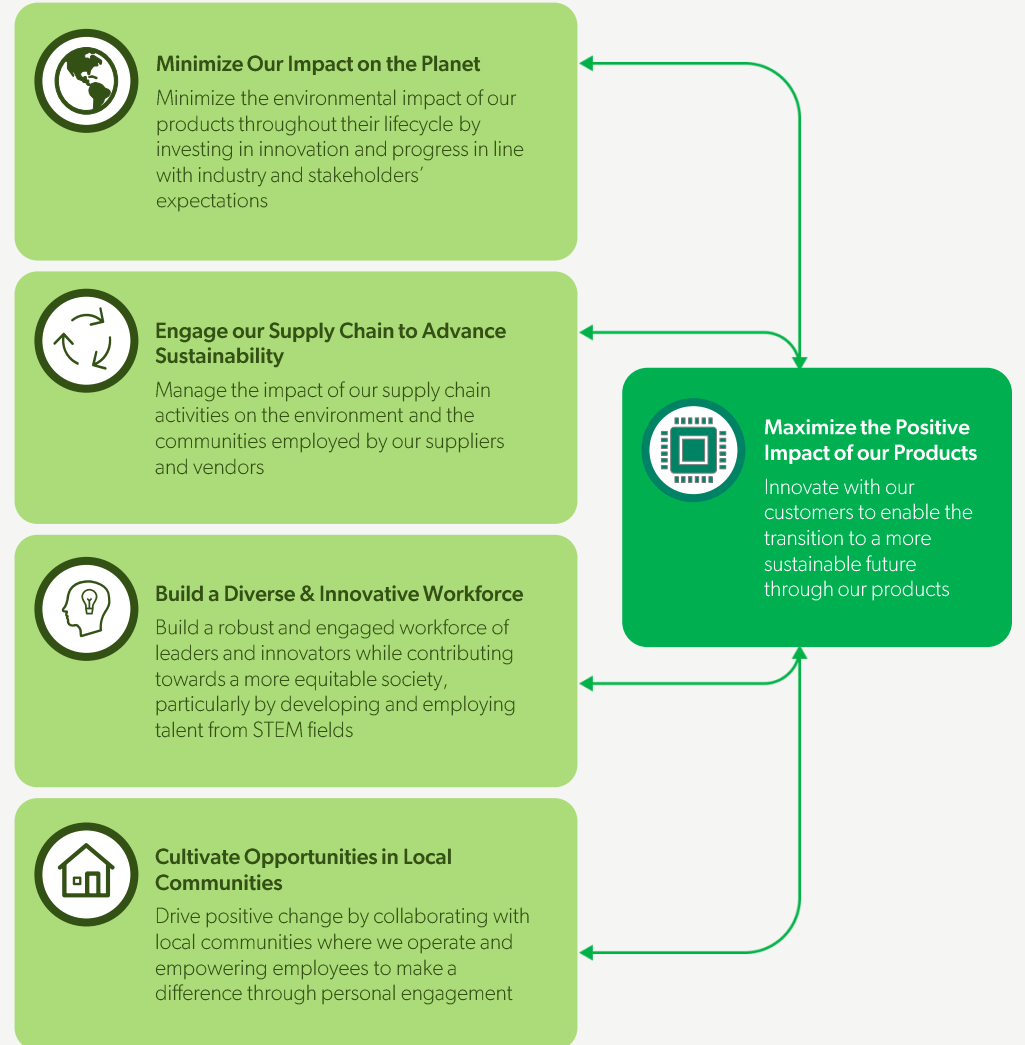 Minimize Our Impact on the Planet
Minimize the environmental impact of our
products throughout their lifecycle by
investing in innovation and progress in line
with industry and stakeholders’
expectations
Engage our Supply Chain to Advance
Sustainability
Manage the impact of our supply chain
activities on the environment and the
communities employed by our suppliers
and vendors
Build a Diverse & Innovative Workforce
Build a robust and engaged workforce of
leaders and innovators while contributing
towards a more equitable society,
particularly by developing and employing
talent from STEM fields
Cultivate Opportunities in Local
Communities
Drive positive change by collaborating with
local communities where we operate and
empowering employees to make a
difference through personal engagement
Maximize the Positive
Impact of our Products
Innovate with our
customers to enable the
transition to a more
sustainable future
through our products